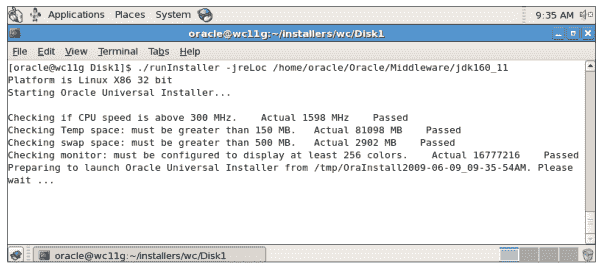 Applications Places System 9:35 AM
oracle@wc11g:~/installers/wc/Disk1
File Edit View Terminal Tabs Help
[oracle@wc11g Disk1]$ ./runInstaller -jreLoc /home/oracle/Oracle/Middleware/jdk160_11
Platform is Linux X86 32 bit
Starting Oracle Universal Installer...
Checking if CPU speed is above 300 MHz.    Actual 1598 MHz    Passed
Checking Temp space: must be greater than 150 MB.   Actual 81098 MB    Passed
Checking swap space: must be greater than 500 MB.   Actual 2902 MB    Passed
Checking monitor: must be configured to display at least 256 colors.    Actual 16777216    Passed
Preparing to launch Oracle Universal Installer from /tmp/OraInstall2009-06-09_09-35-54AM. Please
wait ...
oracle@wc11g:~/installers/wc/Disk1